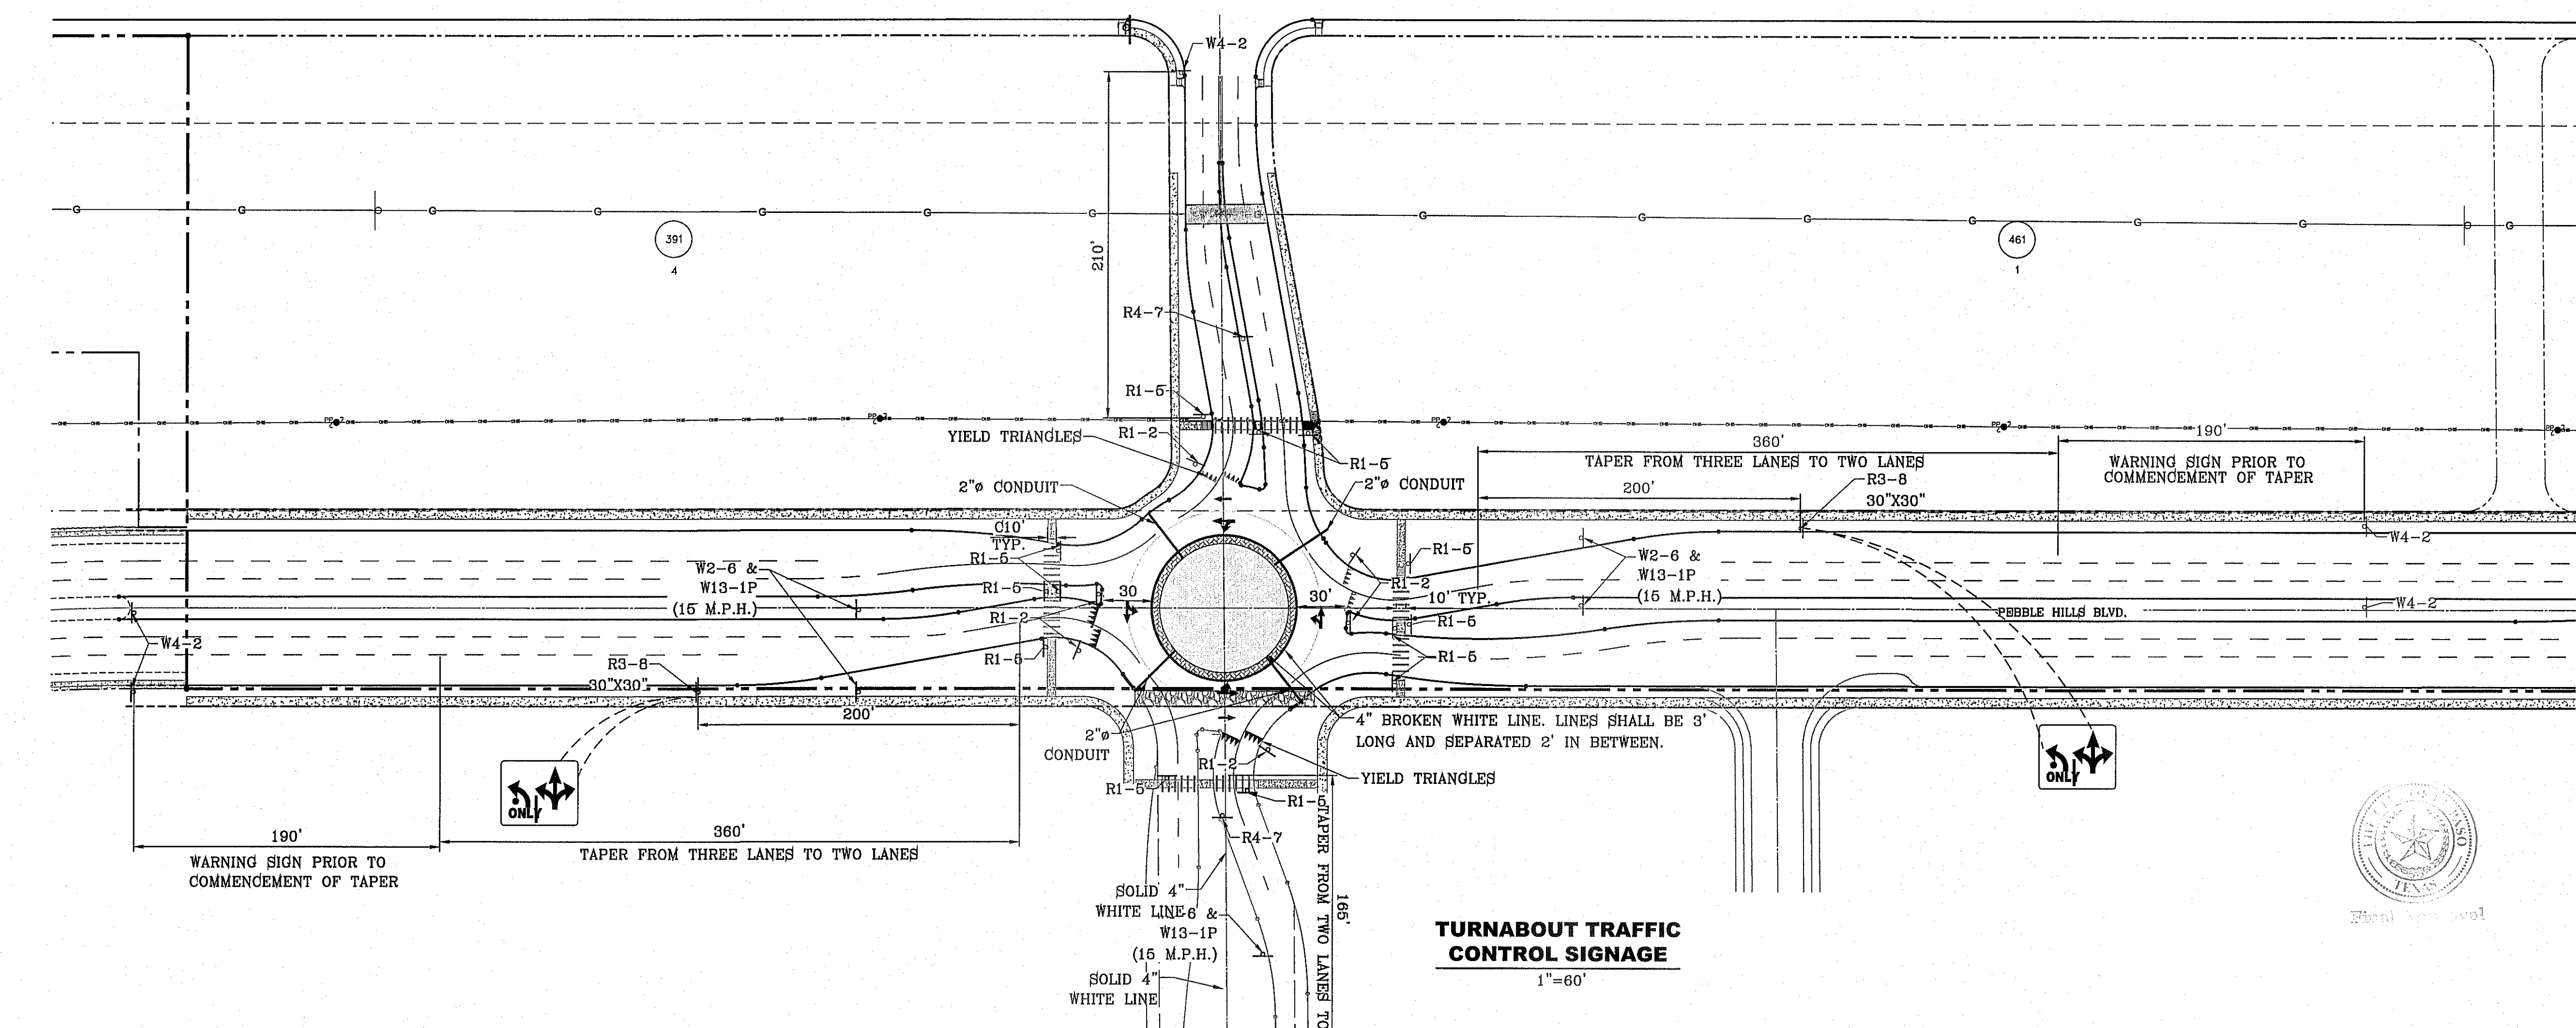 W4-2
G G G G G G G G G G G G G G
391
4
461
1
210'
R4-7
R1-5
R1-2
YIELD TRIANGLES
R1-5
2"ø CONDUIT
2"ø CONDUIT
PP
PP
PP
PP
PP
360'
TAPER FROM THREE LANES TO TWO LANES
190'
WARNING SIGN PRIOR TO
COMMENCEMENT OF TAPER
200'
R3-8
30"X30"
W4-2
10'
TYP.
R1-5
R1-5
R1-2
R1-5
W2-6 &
W13-1P
(15 M.P.H.)
30
30'
R1-5
R1-2
10' TYP.
R1-5
R1-5
W2-6 &
W13-1P
(15 M.P.H.)
W4-2
PEBBLE HILLS BLVD.
W4-2
R3-8
30"X30"
200'
ONLY
190'
WARNING SIGN PRIOR TO
COMMENCEMENT OF TAPER
360'
TAPER FROM THREE LANES TO TWO LANES
2"ø
CONDUIT
4" BROKEN WHITE LINE. LINES SHALL BE 3'
LONG AND SEPARATED 2' IN BETWEEN.
R1-2
YIELD TRIANGLES
R1-5
R1-5
R4-7
SOLID 4"
WHITE LINE
-6 &
W13-1P
(15 M.P.H.)
SOLID 4"
WHITE LINE
TAPER FROM TWO LANES TO
165'
ONLY
TURNABOUT TRAFFIC
CONTROL SIGNAGE
1"=60'
TEXAS